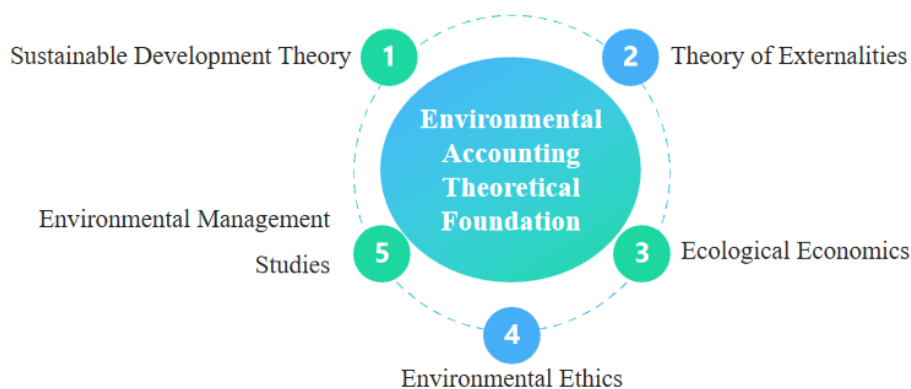 Sustainable Development Theory
1
2
Theory of Externalities
Environmental
Accounting
Theoretical
Foundation
Environmental Management
Studies
5
3
Ecological Economics
4
Environmental Ethics